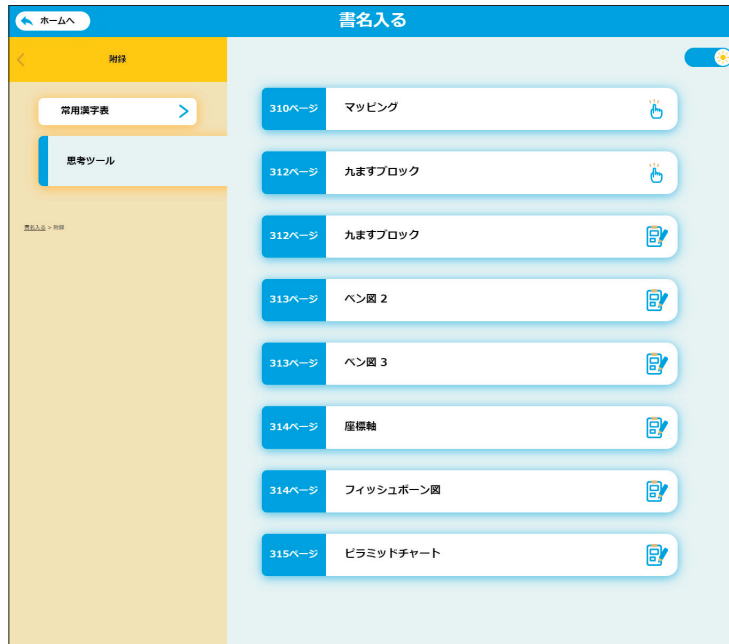 ホームへ
書名入る
附録
常用漢字表
思考ツール
書名入る > 附録
310ページ マッピング
312ページ 九ますブロック
312ページ 九ますブロック
313ページ ベン図 2
313ページ ベン図 3
314ページ 座標軸
314ページ フィッシュボーン図
315ページ ピラミッドチャート